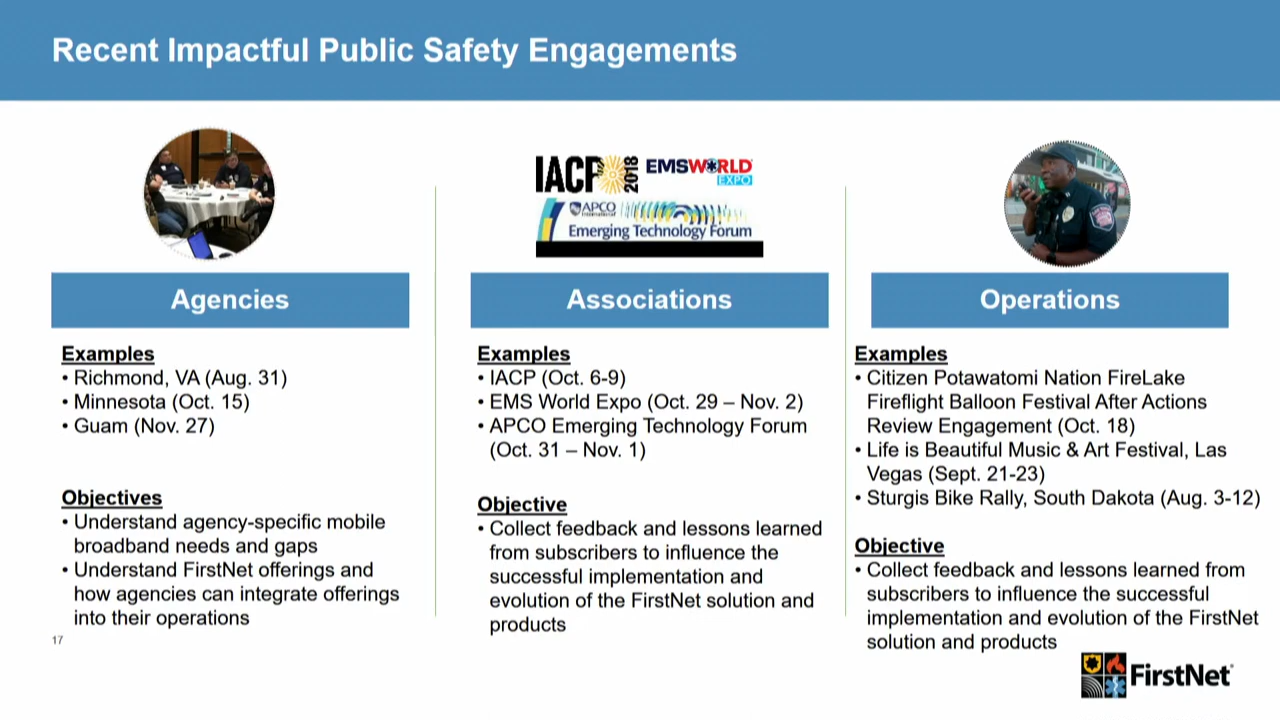 Recent Impactful Public Safety Engagements
IACP 2018
EMSWORLD
EXPO
APCO
International
Emerging Technology Forum
Agencies
Examples
• Richmond, VA (Aug. 31)
• Minnesota (Oct. 15)
• Guam (Nov. 27)
Objectives
• Understand agency-specific mobile
broadband needs and gaps
• Understand FirstNet offerings and
how agencies can integrate offerings
into their operations
Associations
Examples
• IACP (Oct. 6-9)
• EMS World Expo (Oct. 29 – Nov. 2)
• APCO Emerging Technology Forum
(Oct. 31 – Nov. 1)
Objective
• Collect feedback and lessons learned
from subscribers to influence the
successful implementation and
evolution of the FirstNet solution and
products
Operations
Examples
• Citizen Potawatomi Nation FireLake
Fireflight Balloon Festival After Actions
Review Engagement (Oct. 18)
• Life is Beautiful Music & Art Festival, Las
Vegas (Sept. 21-23)
• Sturgis Bike Rally, South Dakota (Aug. 3-12)
Objective
• Collect feedback and lessons learned from
subscribers to influence the successful
implementation and evolution of the FirstNet
solution and products
17
FirstNet